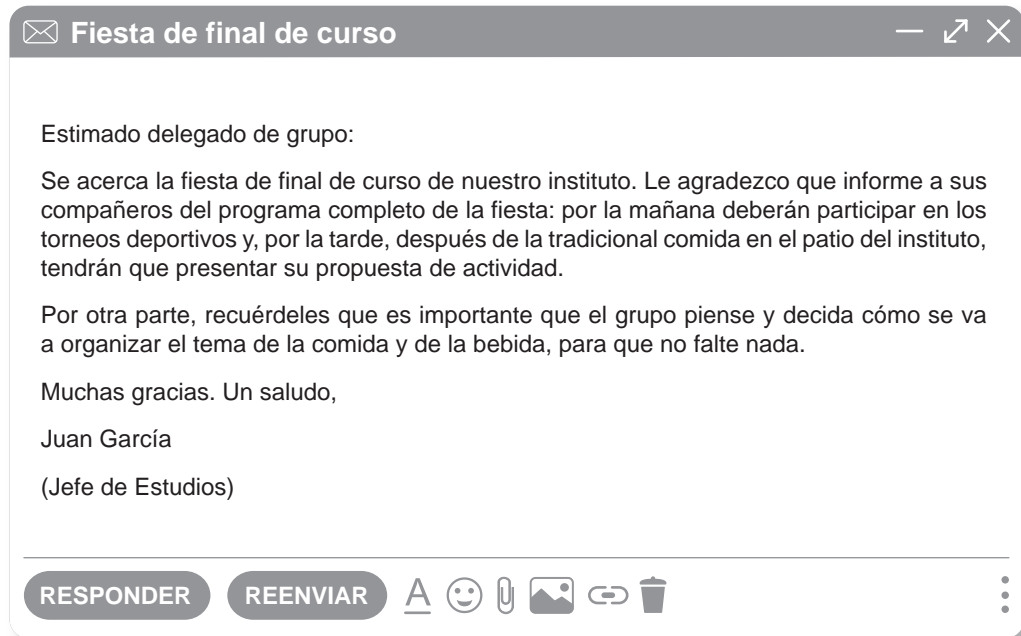 Fiesta de final de curso
Estimado delegado de grupo:
Se acerca la fiesta de final de curso de nuestro instituto. Le agradezco que informe a sus
compañeros del programa completo de la fiesta: por la mañana deberán participar en los
torneos deportivos y, por la tarde, después de la tradicional comida en el patio del instituto,
tendrán que presentar su propuesta de actividad.
Por otra parte, recuérdeles que es importante que el grupo piense y decida cómo se va
a organizar el tema de la comida y de la bebida, para que no falte nada.
Muchas gracias. Un saludo,
Juan García
(Jefe de Estudios)
RESPONDER REENVIAR A